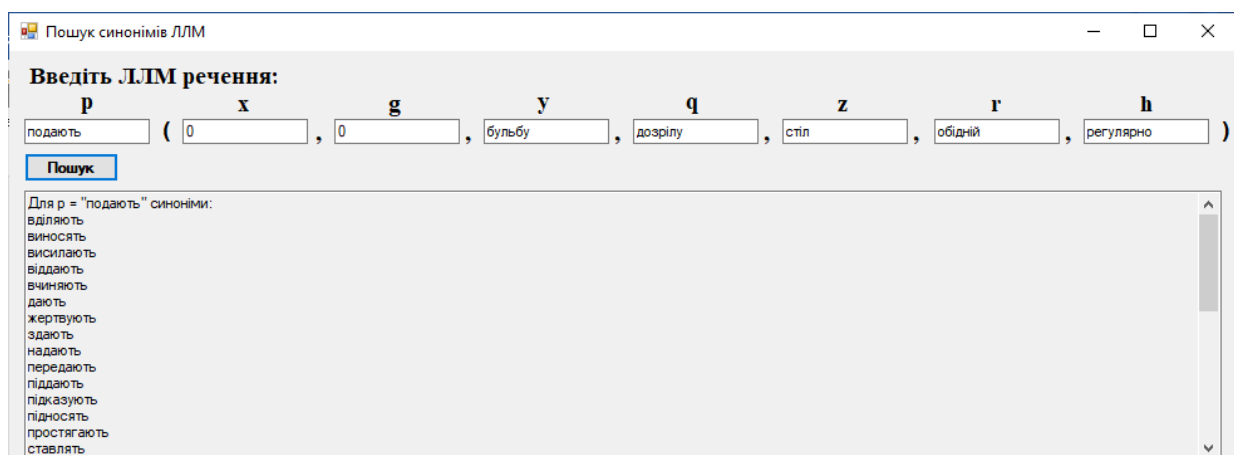 Пошук синонімів ЛЛМ
Введіть ЛЛМ речення:
p x g y q z r h
подають ( 0 , 0 , бульбу , дозрілу , стіл , обідній , регулярно )
Пошук
Для p = "подають" синоніми:
вділяють
виносять
висилають
віддають
вчиняють
дають
жертвують
здають
надають
передають
піддають
підказують
підносять
простягають
ставлять